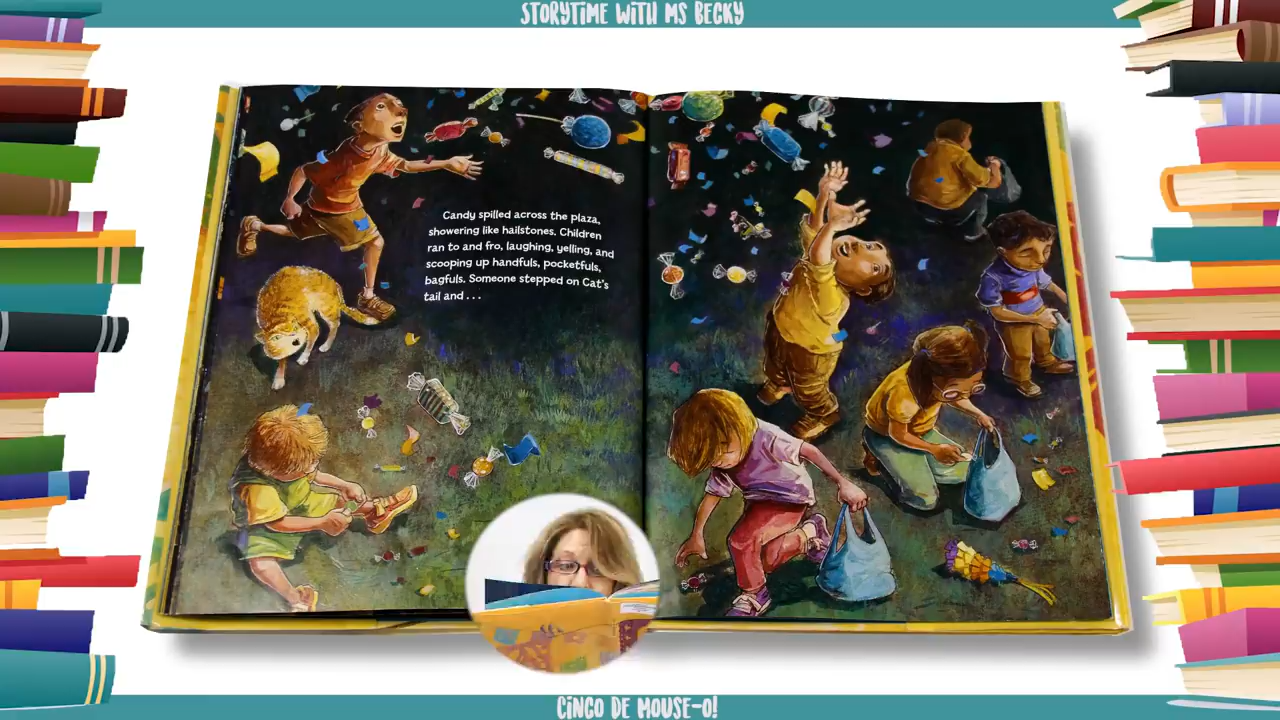 STORYTIME WITH MS BECKY
Candy spilled across the plaza,
showering like hailstones. Children
ran to and fro, laughing, yelling, and
scooping up handfuls, pocketfuls,
bagfuls. Someone stepped on Cat's
tail and . . .
CINCO DE MOUSE-O!